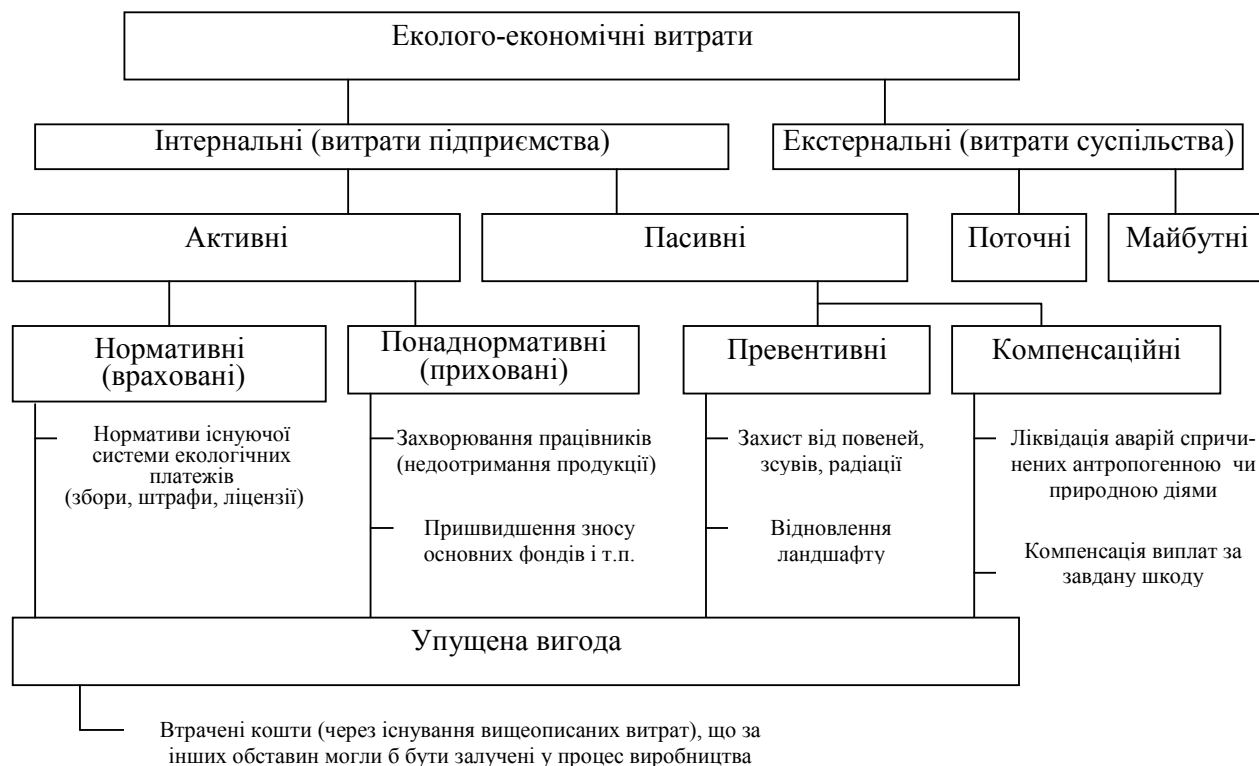 Еколого-економічні витрати
Інтернальні (витрати підприємства)
Екстернальні (витрати суспільства)
Активні
Пасивні
Поточні
Майбутні
Нормативні
(враховані)
Понаднормативні
(приховані)
Превентивні
Компенсаційні
Нормативи існуючої
системи екологічних
платежів
(збори, штрафи, ліцензії)
Захворювання працівників
(недоотримання продукції)
Пришвидшення зносу
основних фондів і т.п.
Захист від повеней,
зсувів, радіації
Відновлення
ландшафту
Ліквідація аварій спричи-
нених антропогенною чи
природною діями
Компенсація виплат за
завдану шкоду
Упущена вигода
Втрачені кошти (через існування вищеописаних витрат), що за
інших обставин могли б бути залучені у процес виробництва